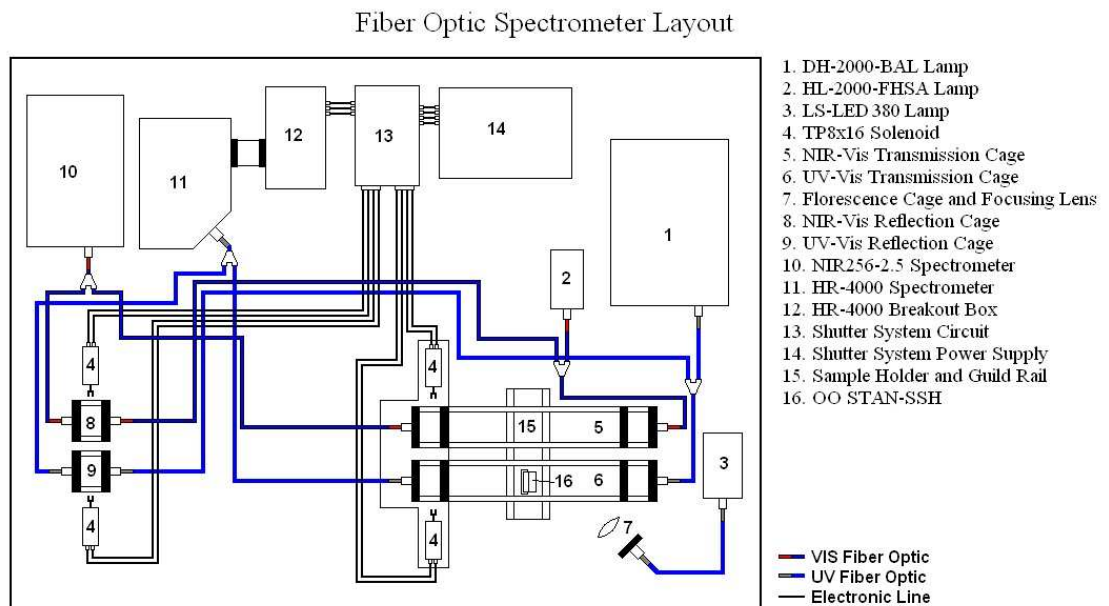 Fiber Optic Spectrometer Layout
1. DH-2000-BAL Lamp
2. HL-2000-FHSA Lamp
3. LS-LED 380 Lamp
4. TP8x16 Solenoid
5. NIR-Vis Transmission Cage
6. UV-Vis Transmission Cage
7. Florescence Cage and Focusing Lens
8. NIR-Vis Reflection Cage
9. UV-Vis Reflection Cage
10. NIR256-2.5 Spectrometer
11. HR-4000 Spectrometer
12. HR-4000 Breakout Box
13. Shutter System Circuit
14. Shutter System Power Supply
15. Sample Holder and Guild Rail
16. OO STAN-SSH
10
11
12
13
14
1
2
4
4
8
15
5
9
16
6
3
4
4
7
VIS Fiber Optic
UV Fiber Optic
Electronic Line